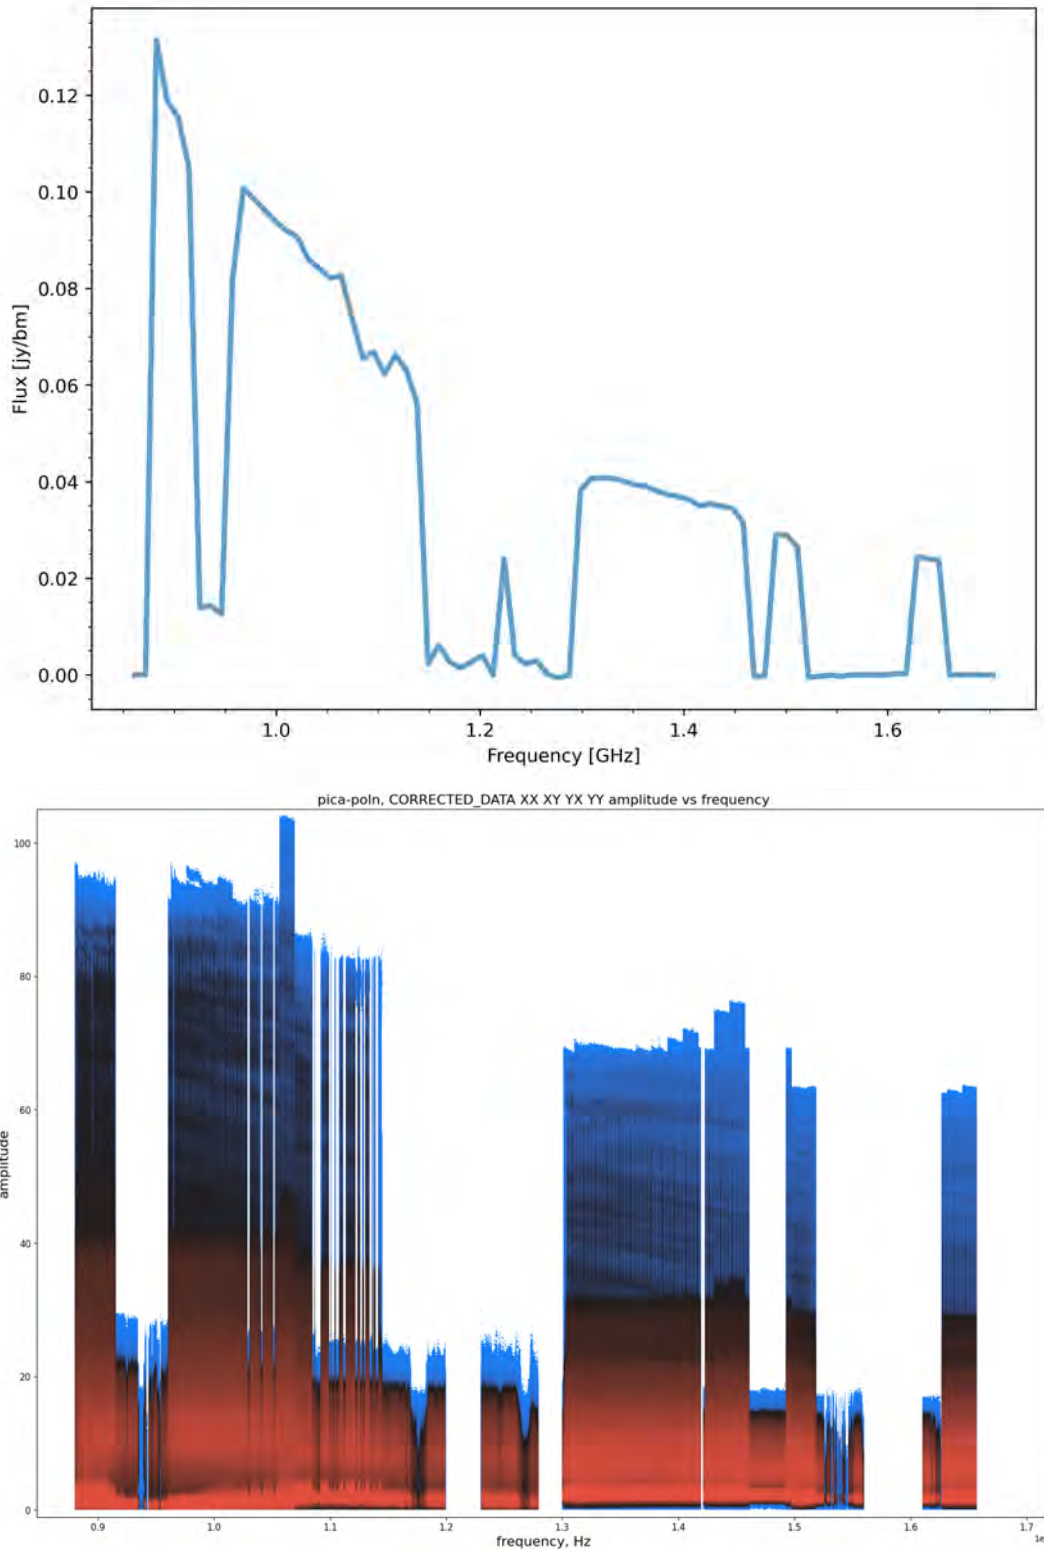 0.12
0.10
0.08
0.06
0.04
0.02
0.00
Flux [jy/bm]
1.0 1.2 1.4 1.6
Frequency [GHz]
pica-poln, CORRECTED_DATA XX XY YX YY amplitude vs frequency
100
80
60
40
20
0
amplitude
0.9 1.0 1.1 1.2 1.3 1.4 1.5 1.6 1.7
1e
frequency, Hz